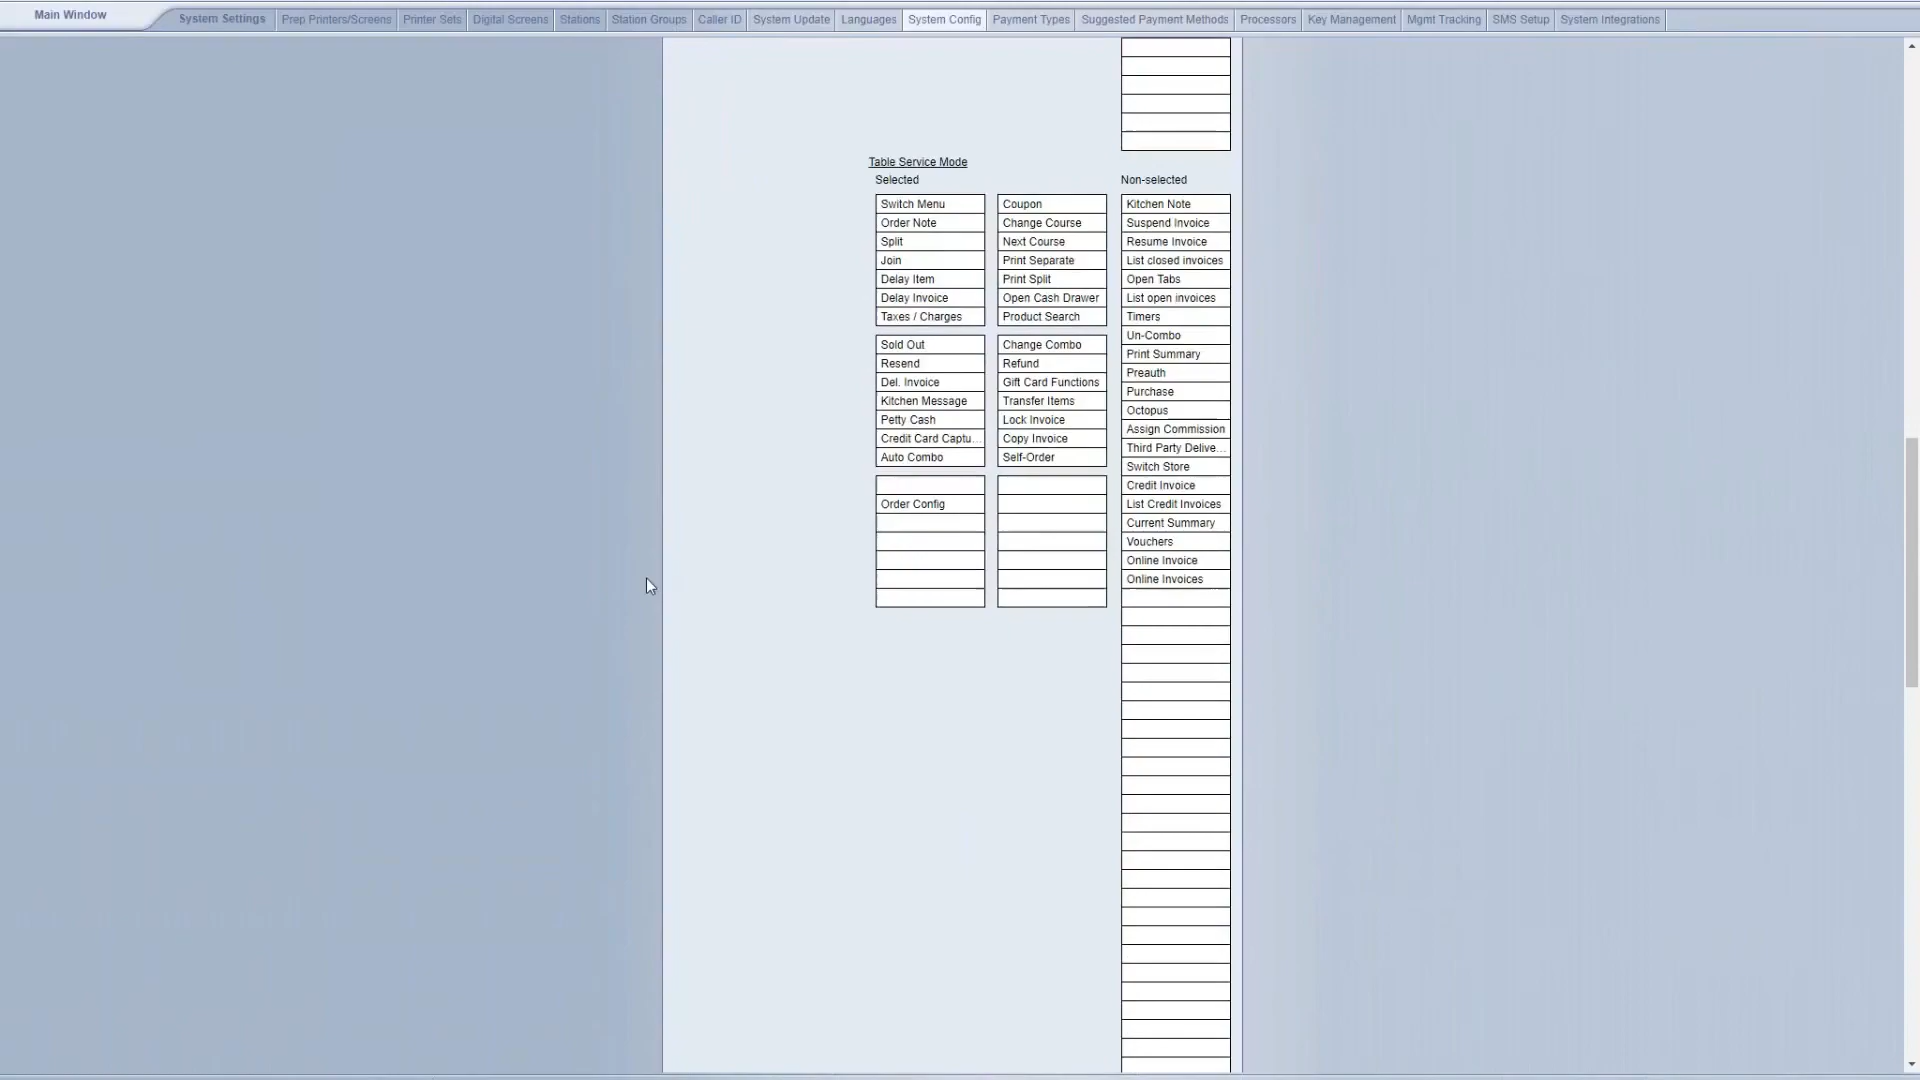 Main Window
System Settings
Prep Printers/Screens
Printer Sets
Digital Screens
Stations
Station Groups
Caller ID
System Update
Languages
System Config
Payment Types
Suggested Payment Methods
Processors
Key Management
Mgmt Tracking
SMS Setup
System Integrations
Table Service Mode
Selected
Switch Menu
Order Note
Split
Join
Delay Item
Delay Invoice
Taxes / Charges
Sold Out
Resend
Del. Invoice
Kitchen Message
Petty Cash
Credit Card Captu...
Auto Combo
Order Config
Coupon
Change Course
Next Course
Print Separate
Print Split
Open Cash Drawer
Product Search
Change Combo
Refund
Gift Card Functions
Transfer Items
Lock Invoice
Copy Invoice
Self-Order
Non-selected
Kitchen Note
Suspend Invoice
Resume Invoice
List closed invoices
Open Tabs
List open invoices
Timers
Un-Combo
Print Summary
Preauth
Purchase
Octopus
Assign Commission
Third Party Delive...
Switch Store
Credit Invoice
List Credit Invoices
Current Summary
Vouchers
Online Invoice
Online Invoices